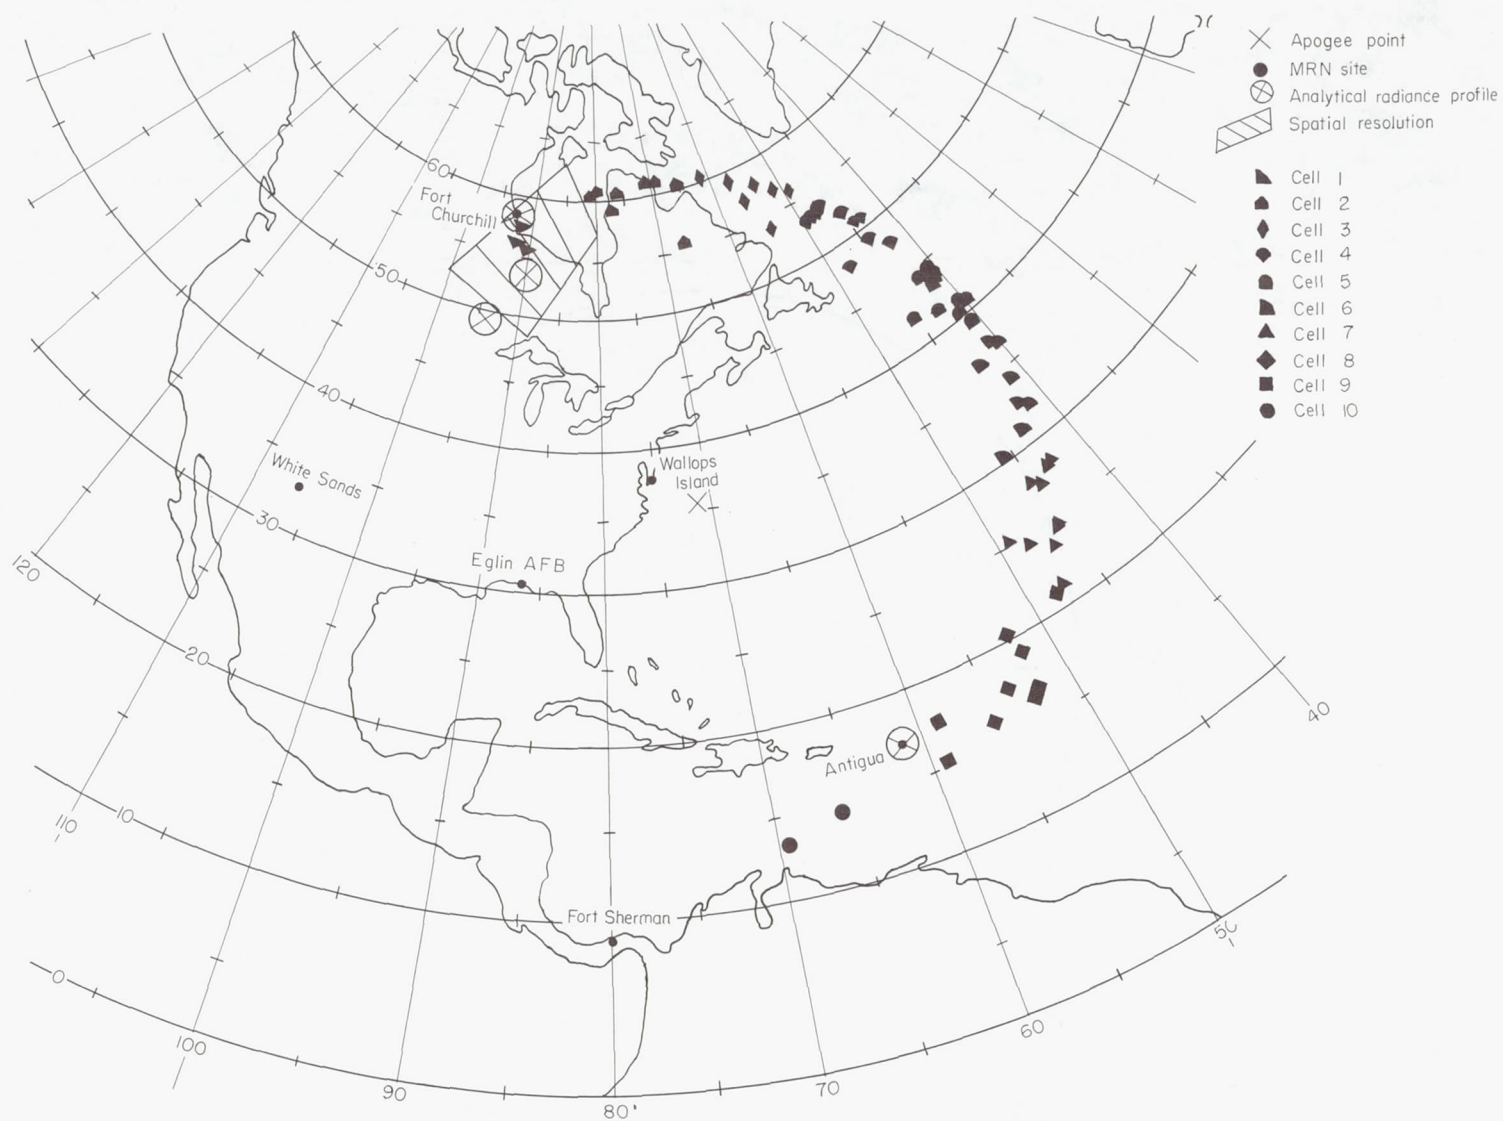 Apogee point
MRN site
Analytical radiance profile
Spatial resolution
Cell 1
Cell 2
Cell 3
Cell 4
Cell 5
Cell 6
Cell 7
Cell 8
Cell 9
Cell 10
60
Fort
Churchill
50
40
White Sands
Wallops
Island
30
Eglin AFB
120
20
40
Antigua
110
10
Fort Sherman
50
0
100
60
90
70
80°